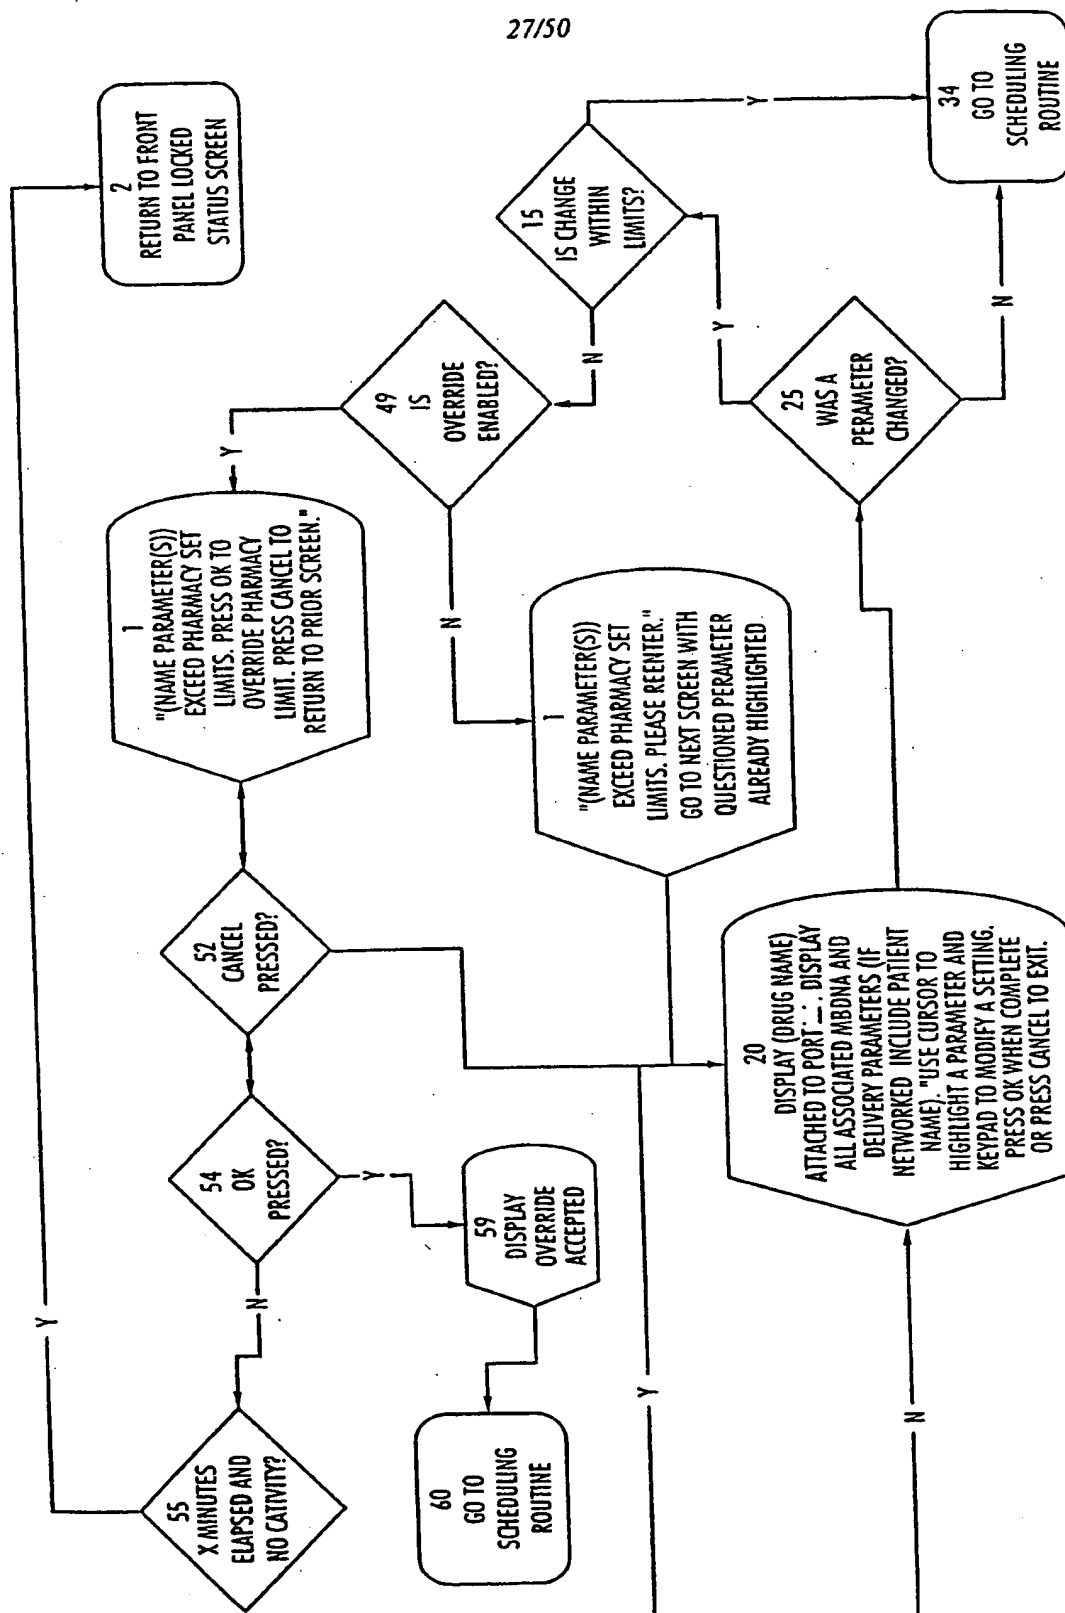 27/50
2
RETURN TO FRONT
PANEL LOCKED
STATUS SCREEN
Y
15
IS CHANGE
WITHIN
LIMITS?
Y
34
GO TO
SCHEDULING
ROUTINE
N
49
IS
OVERRIDE
ENABLED?
Y
25
WAS A
PERAMETER
CHANGED?
N
Y
1
"(NAME PARAMETER(S))
EXCEED PHARMACY SET
LIMITS. PRESS OK TO
OVERRIDE PHARMACY
LIMIT. PRESS CANCEL TO
RETURN TO PRIOR SCREEN."
N
1
"(NAME PARAMETER(S))
EXCEED PHARMACY SET
LIMITS. PLEASE REENTER."
GO TO NEXT SCREEN WITH
QUESTIONED PERAMETER
ALREADY HIGHLIGHTED
52
CANCEL
PRESSED?
54
OK
PRESSED?
Y
59
DISPLAY
OVERRIDE
ACCEPTED
20
DISPLAY (DRUG NAME)
ATTACHED TO PORT __. DISPLAY
ALL ASSOCIATED MBDNA AND
DELIVERY PARAMETERS (IF
NETWORKED INCLUDE PATIENT
NAME). "USE CURSOR TO
HIGHLIGHT A PARAMETER AND
KEYPAD TO MODIFY A SETTING.
PRESS OK WHEN COMPLETE
OR PRESS CANCEL TO EXIT.
Y
N
55
X MINUTES
ELAPSED AND
NO CATIVITY?
60
GO TO
SCHEDULING
ROUTINE
Y
N